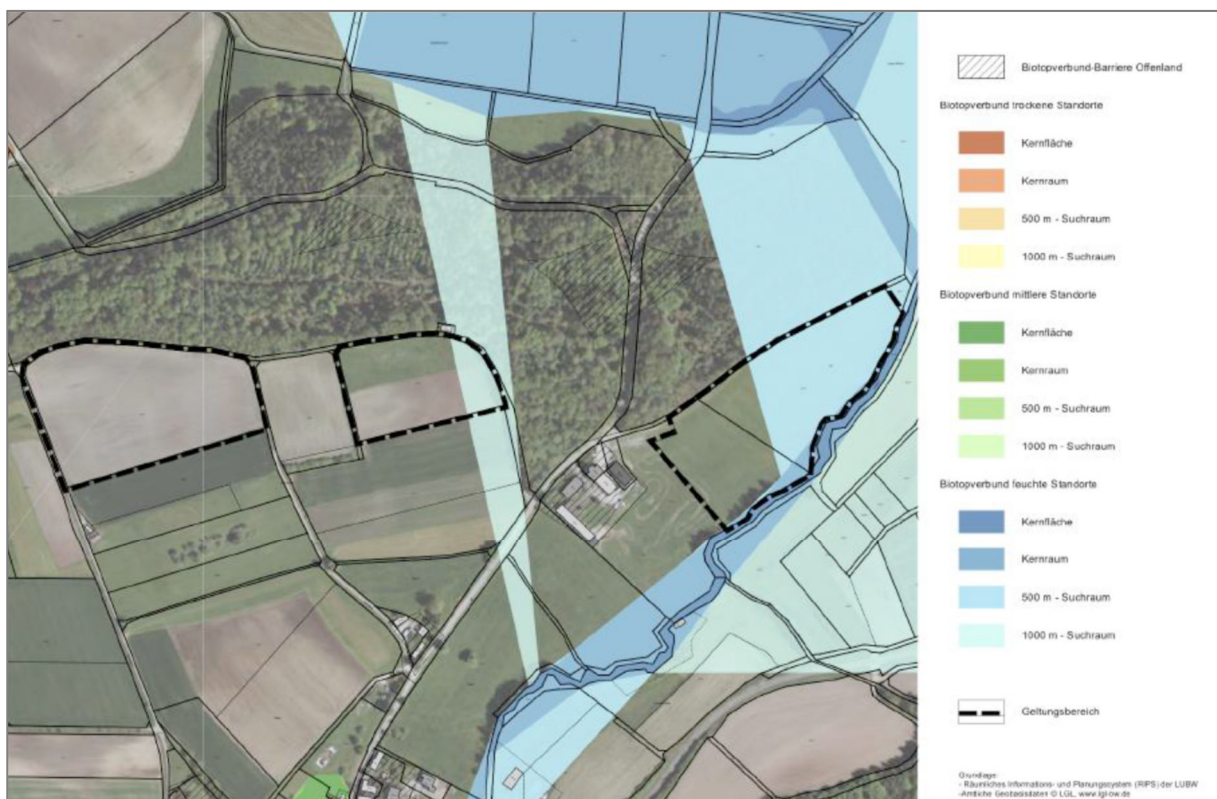 Biotopverbund-Barriere Offenland
Biotopverbund trockene Standorte
Kernfläche
Kernraum
500 m - Suchraum
1000 m - Suchraum
Biotopverbund mittlere Standorte
Kernfläche
Kernraum
500 m - Suchraum
1000 m - Suchraum
Biotopverbund feuchte Standorte
Kernfläche
Kernraum
500 m - Suchraum
1000 m - Suchraum
Geltungsbereich
Grundlage:
- Räumliches Informations- und Planungssystem (RIPS) der LUBW
-Amtliche Geobasisdaten © LGL, www.lgl-bw.de